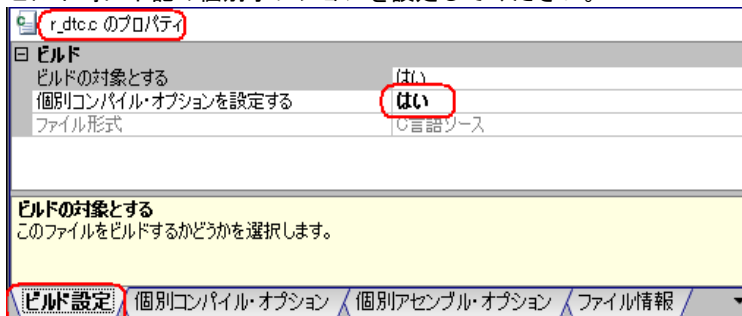 r_dtc.c のプロパティ
ビルド
ビルドの対象とする はい
個別コンパイル・オプションを設定する はい
ファイル形式 C言語ソース
ビルドの対象とする
このファイルをビルドするかどうかを選択します。
ビルド設定 個別コンパイル・オプション 個別アセンブル・オプション ファイル情報